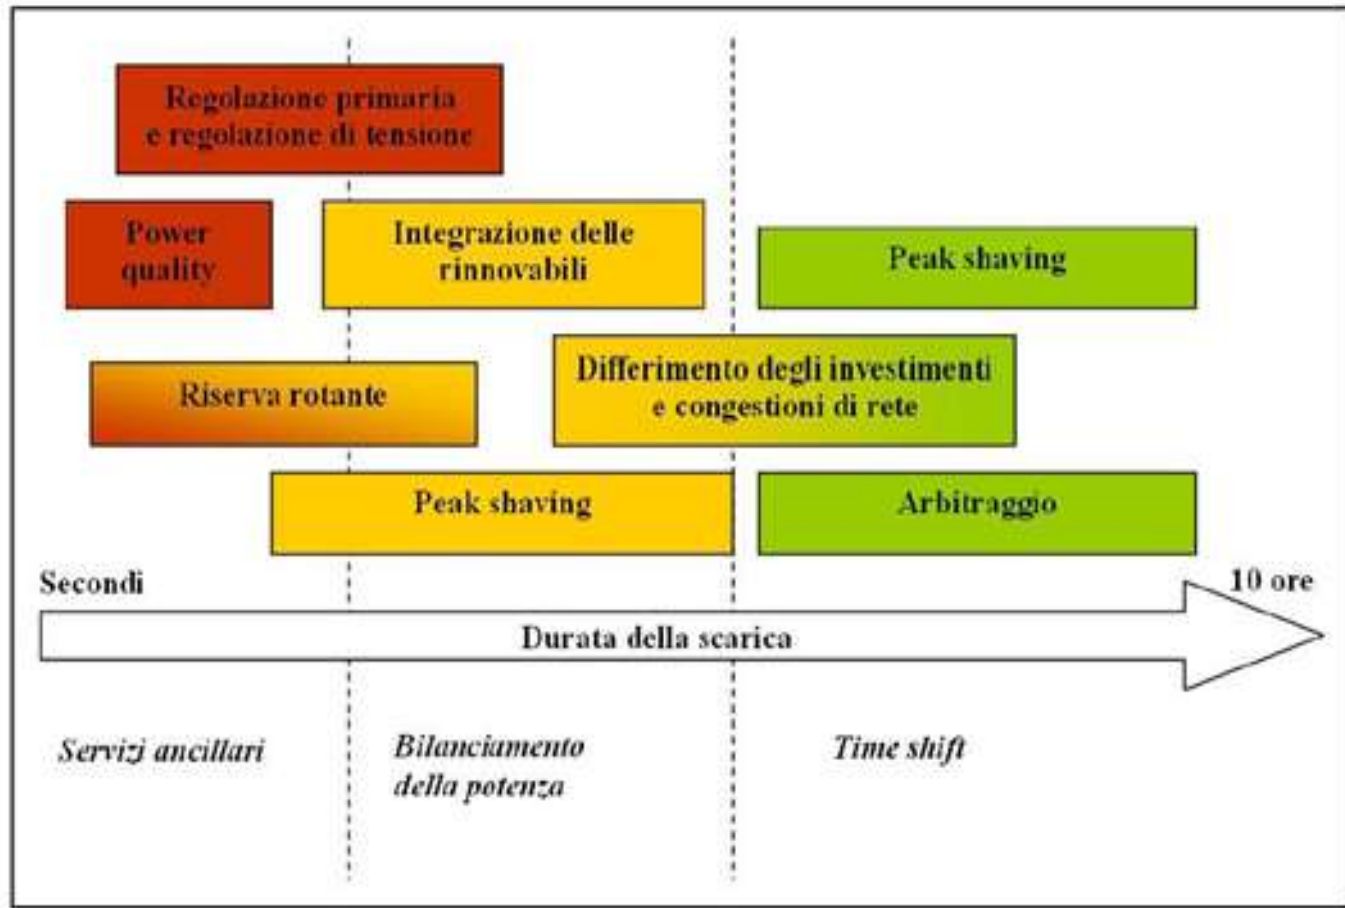 Regolazione primaria
e regolazione di tensione
Power
quality
Integrazione delle
rinnovabili
Peak shaving
Riserva rotante
Differimento degli investimenti
e congestioni di rete
Peak shaving
Arbitraggio
Secondi
10 ore
Durata della scarica
Servizi ancillari
Bilanciamento
della potenza
Time shift